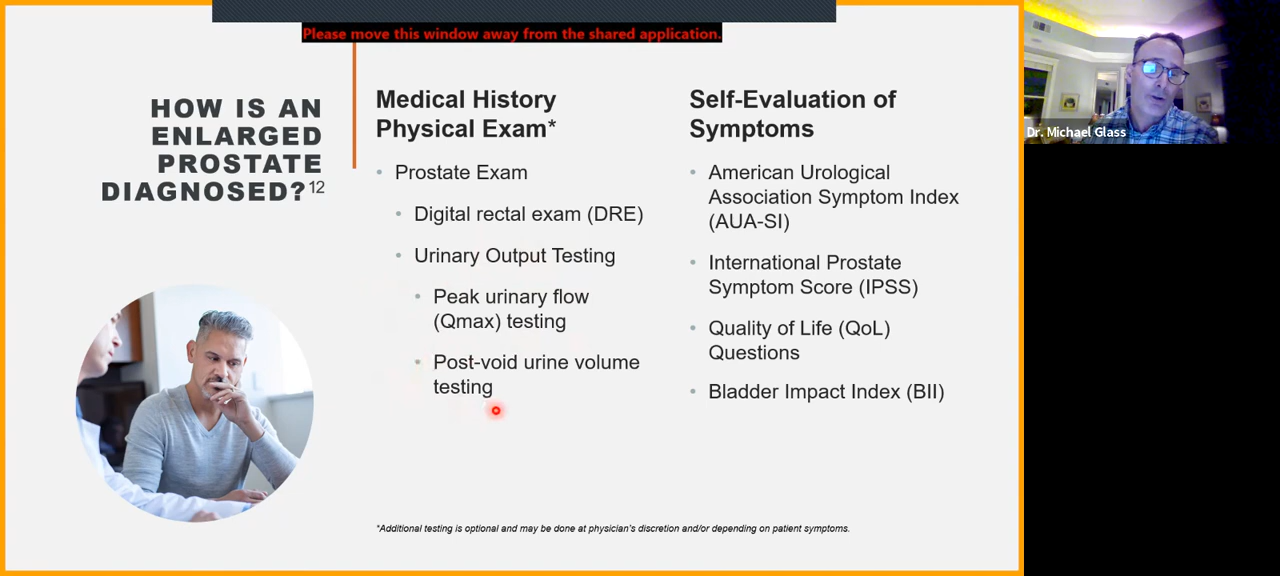 Please move this window away from the shared application.
HOW IS AN
ENLARGED
PROSTATE
DIAGNOSED?12
Medical History
Physical Exam*
• Prostate Exam
• Digital rectal exam (DRE)
• Urinary Output Testing
• Peak urinary flow
(Qmax) testing
• Post-void urine volume
testing
Self-Evaluation of
Symptoms
• American Urological
Association Symptom Index
(AUA-SI)
• International Prostate
Symptom Score (IPSS)
• Quality of Life (QoL)
Questions
• Bladder Impact Index (BII)
*Additional testing is optional and may be done at physician's discretion and/or depending on patient symptoms.
Dr. Michael Glass